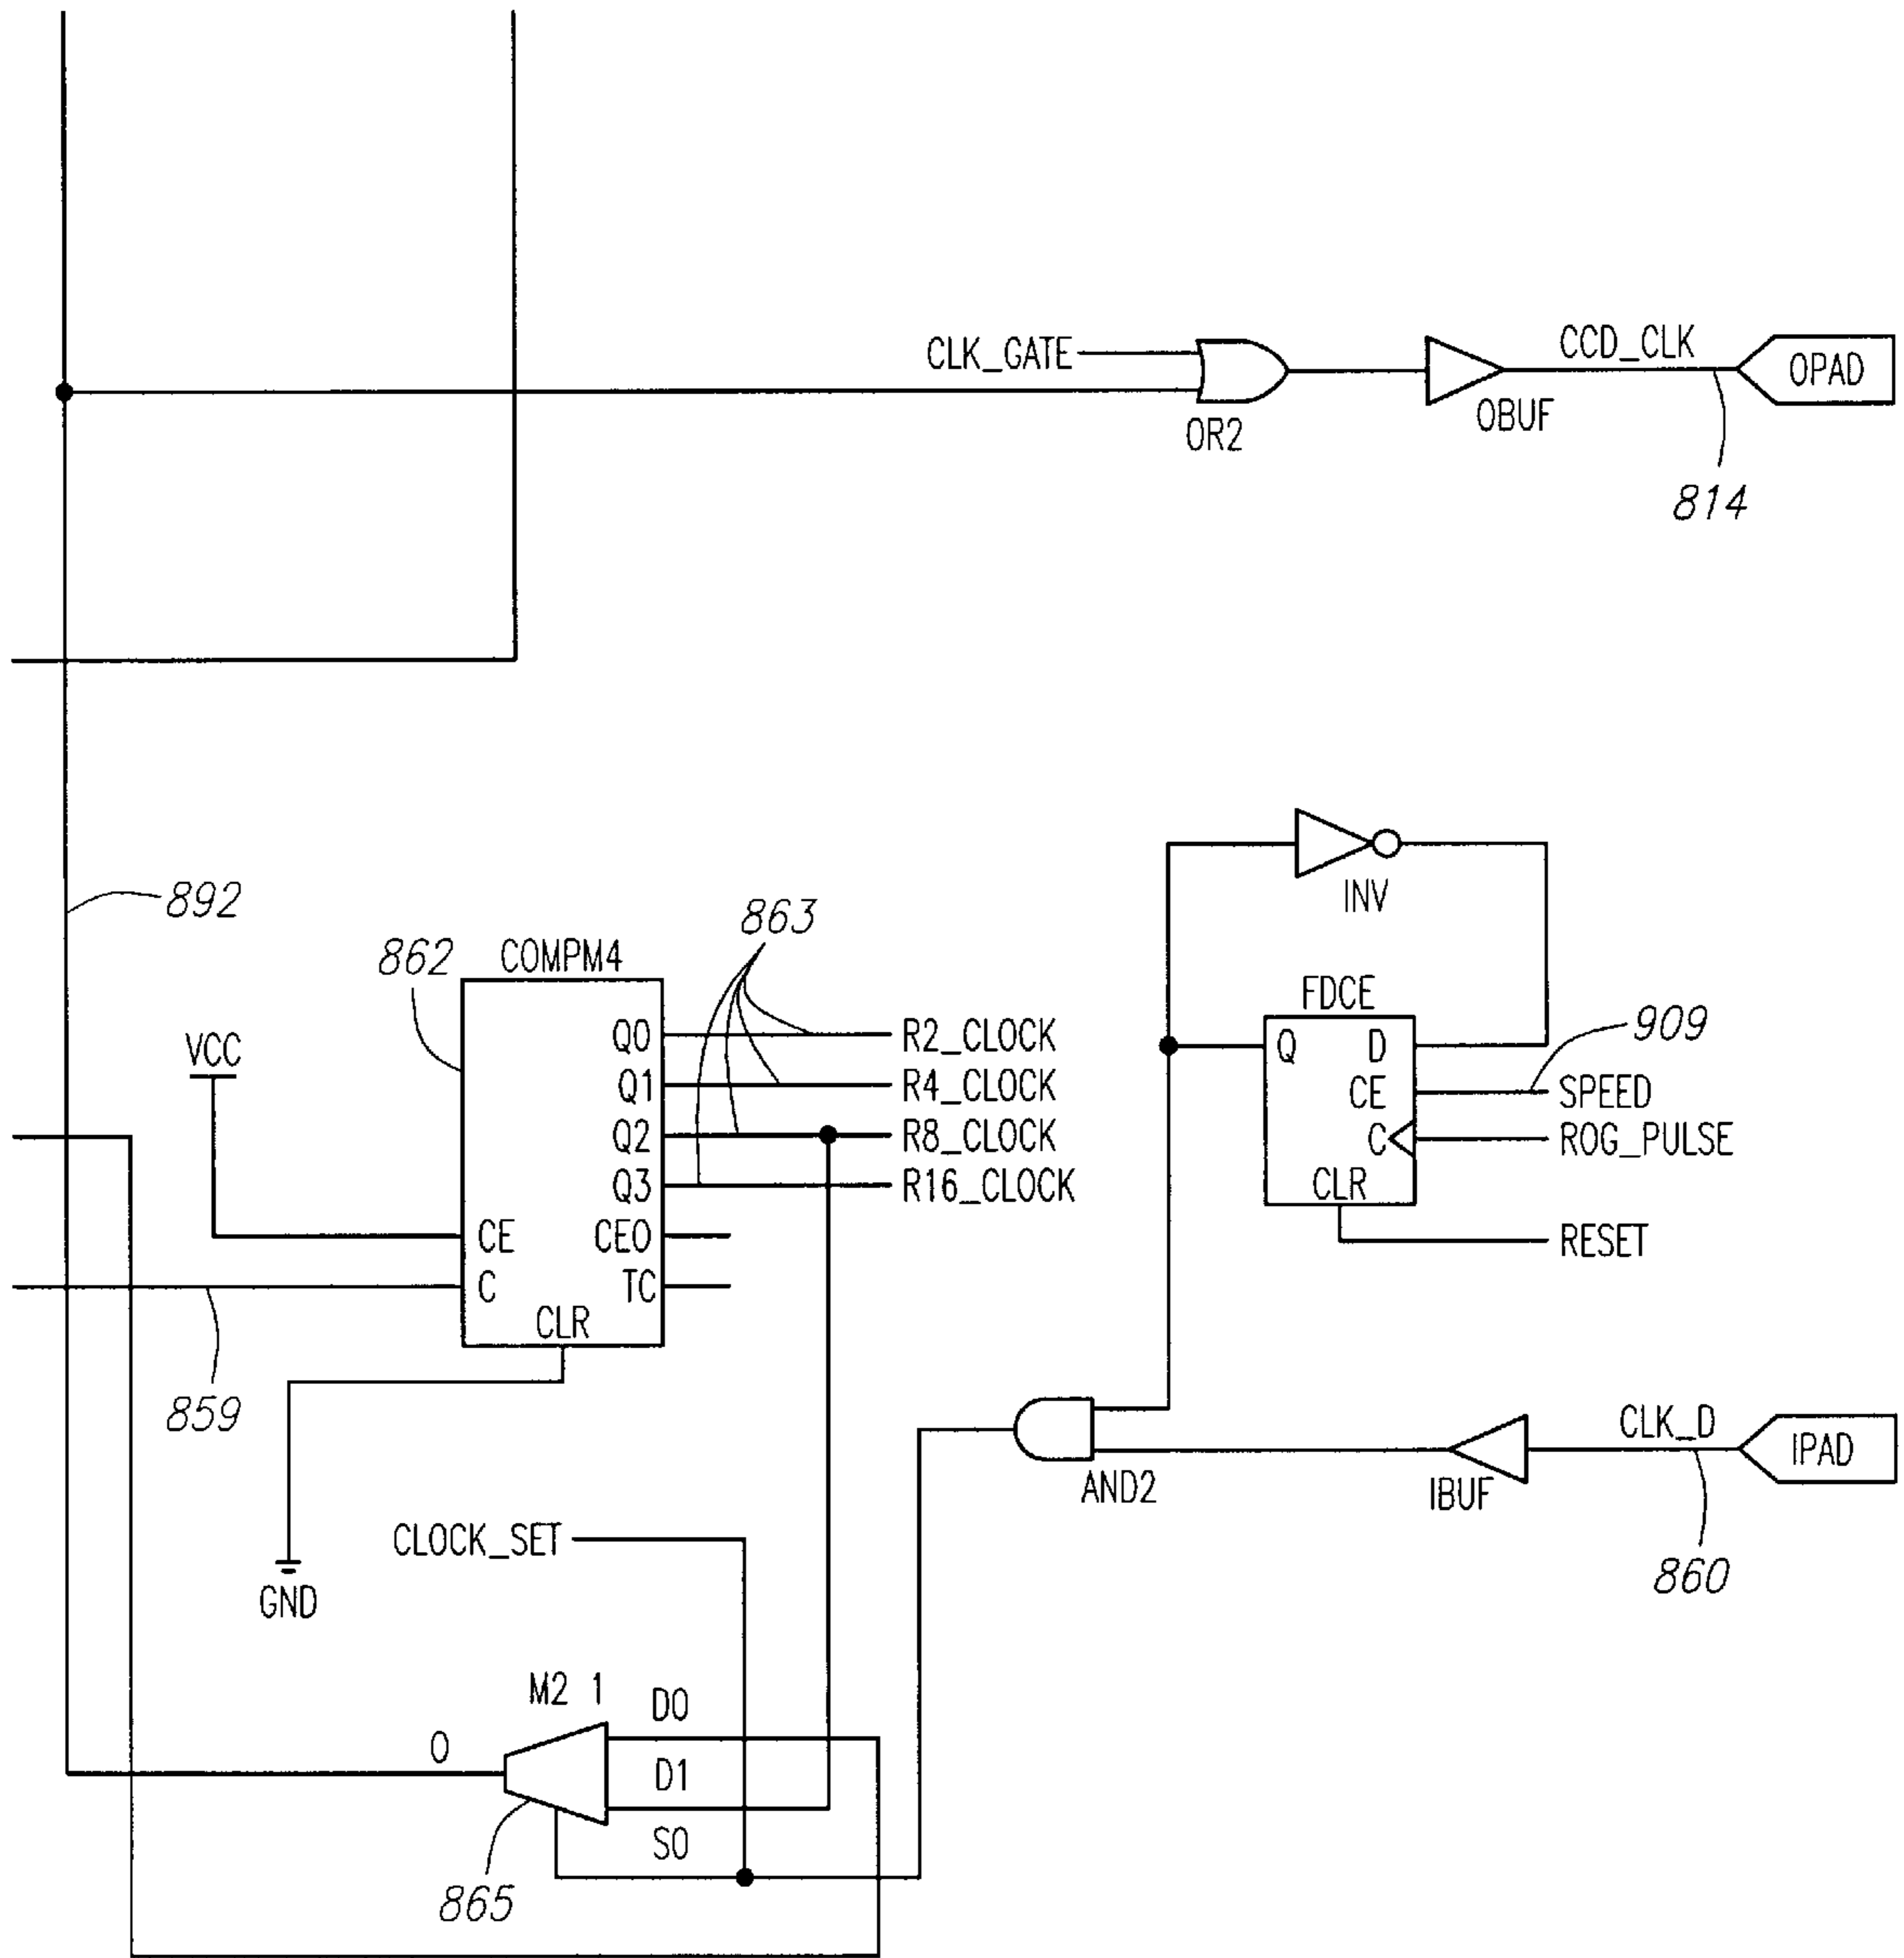 CLK_GATE
CCD_CLK
OPAD
OR2
OBUF
814
INV
892
863
862
COMPM4
FDCE
909
VCC
Q0
R2_CLOCK
Q D
Q1
R4_CLOCK
CE
SPEED
Q2
R8_CLOCK
C
ROG_PULSE
Q3
R16_CLOCK
CLR
CE
CEO
RESET
C
TC
CLR
859
CLK_D
IPAD
AND2
IBUF
CLOCK_SET
860
GND
M2 1
D0
O
D1
S0
865